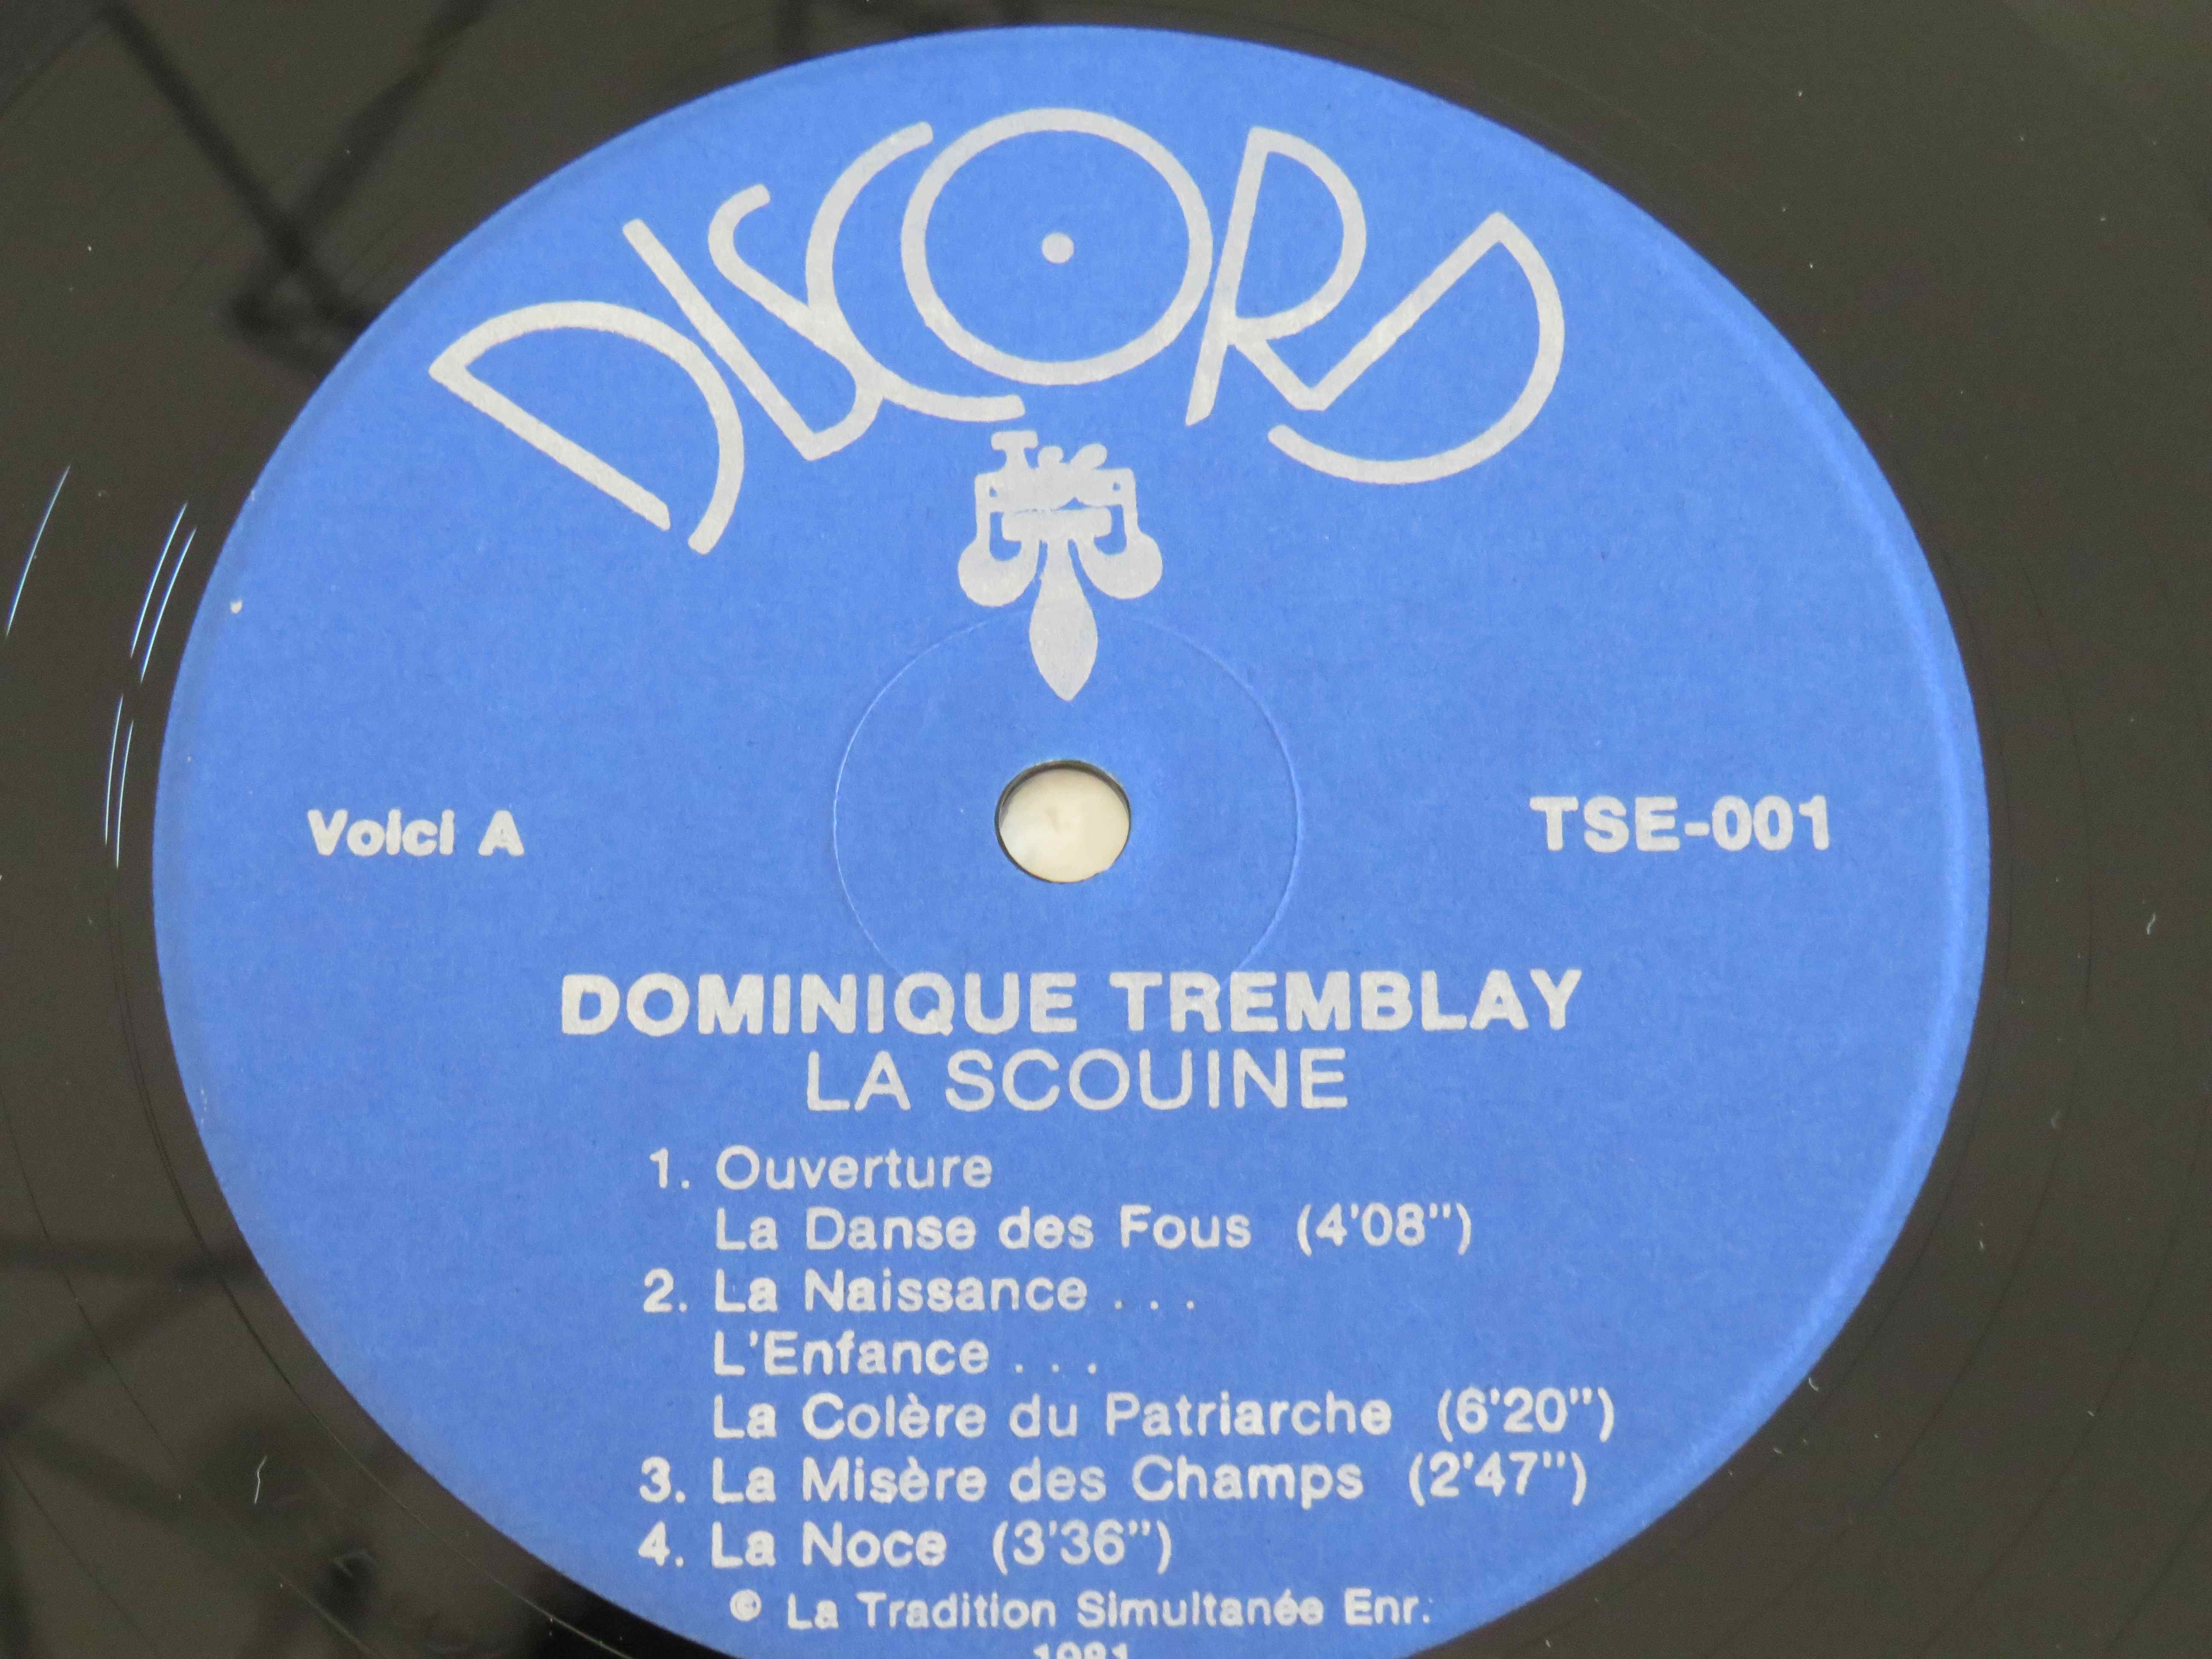 DISCORD
Voici A
TSE-001
DOMINIQUE TREMBLAY
LA SCOUINE
1. Ouverture
La Danse des Fous (4'08")
2. La Naissance . . .
L'Enfance . . .
La Colère du Patriarche (6'20")
3. La Misère des Champs (2'47")
4. La Noce (3'36")
© La Tradition Simultanée Enr.
1981